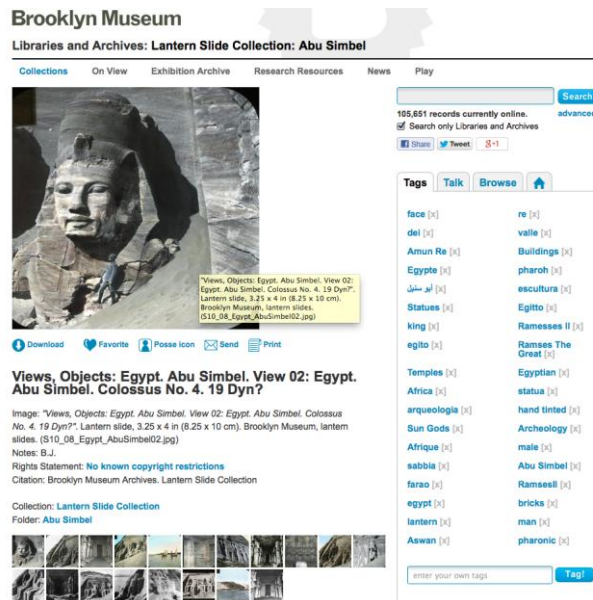 Brooklyn Museum
Libraries and Archives: Lantern Slide Collection: Abu Simbel
Collections On View Exhibition Archive Research Resources News Play
Search
105,651 records currently online. advanced
Search only Libraries and Archives
Share Tweet +1
Tags Talk Browse
face [x] re [x]
dei [x] valle [x]
Amun Re [x] Buildings [x]
Egypte [x] pharoh [x]
أبو سنبل [x] escultura [x]
Statues [x] Egitto [x]
king [x] Ramesses II [x]
egito [x] Ramses The
Great [x]
Temples [x] Egyptian [x]
Africa [x] statua [x]
arqueologia [x] hand tinted [x]
Sun Gods [x] Archeology [x]
Afrique [x] male [x]
sabbia [x] Abu Simbel [x]
farao [x] RamsesII [x]
egypt [x] bricks [x]
lantern [x] man [x]
Aswan [x] pharonic [x]
enter your own tags Tag!
"Views, Objects: Egypt. Abu Simbel. View 02:
Egypt. Abu Simbel. Colossus No. 4. 19 Dyn?".
Lantern slide, 3.25 x 4 in (8.25 x 10 cm).
Brooklyn Museum, lantern slides.
(S10_08_Egypt_AbuSimbel02.jpg)
Download Favorite Posse icon Send Print
Views, Objects: Egypt. Abu Simbel. View 02: Egypt.
Abu Simbel. Colossus No. 4. 19 Dyn?
Image: "Views, Objects: Egypt. Abu Simbel. View 02: Egypt. Abu Simbel. Colossus
No. 4. 19 Dyn?". Lantern slide, 3.25 x 4 in (8.25 x 10 cm). Brooklyn Museum, lantern
slides. (S10_08_Egypt_AbuSimbel02.jpg)
Notes: B.J.
Rights Statement: No known copyright restrictions
Citation: Brooklyn Museum Archives. Lantern Slide Collection
Collection: Lantern Slide Collection
Folder: Abu Simbel